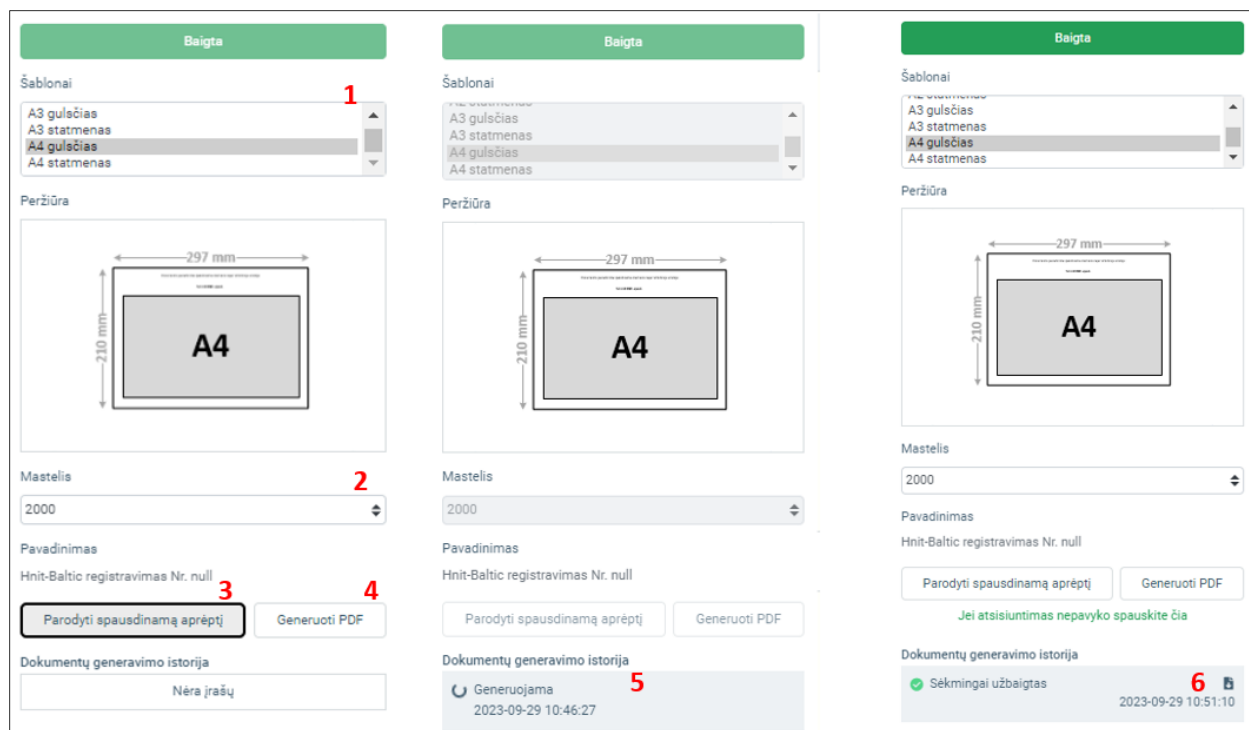 Baigta
Šablonai
1
A3 gulsčias
A3 statmenas
A4 gulsčias
A4 statmenas
Peržiūra
297 mm
210 mm
A4
Mastelis
2
2000
Pavadinimas
Hnit-Baltic registravimas Nr. null
3
4
Parodyti spausdinamą aprėptį
Generuoti PDF
Dokumentų generavimo istorija
Nėra įrašų
Baigta
Šablonai
A2 statmenas
A3 gulsčias
A3 statmenas
A4 gulsčias
A4 statmenas
Peržiūra
297 mm
210 mm
A4
Mastelis
2000
Pavadinimas
Hnit-Baltic registravimas Nr. null
Parodyti spausdinamą aprėptį
Generuoti PDF
Dokumentų generavimo istorija
Generuojama
5
2023-09-29 10:46:27
Baigta
Šablonai
A2 statmenas
A3 gulsčias
A3 statmenas
A4 gulsčias
A4 statmenas
Peržiūra
297 mm
210 mm
A4
Mastelis
2000
Pavadinimas
Hnit-Baltic registravimas Nr. null
Parodyti spausdinamą aprėptį
Generuoti PDF
Jei atsisiuntimas nepavyko spauskite čia
Dokumentų generavimo istorija
Sėkmingai užbaigtas
6
2023-09-29 10:51:10